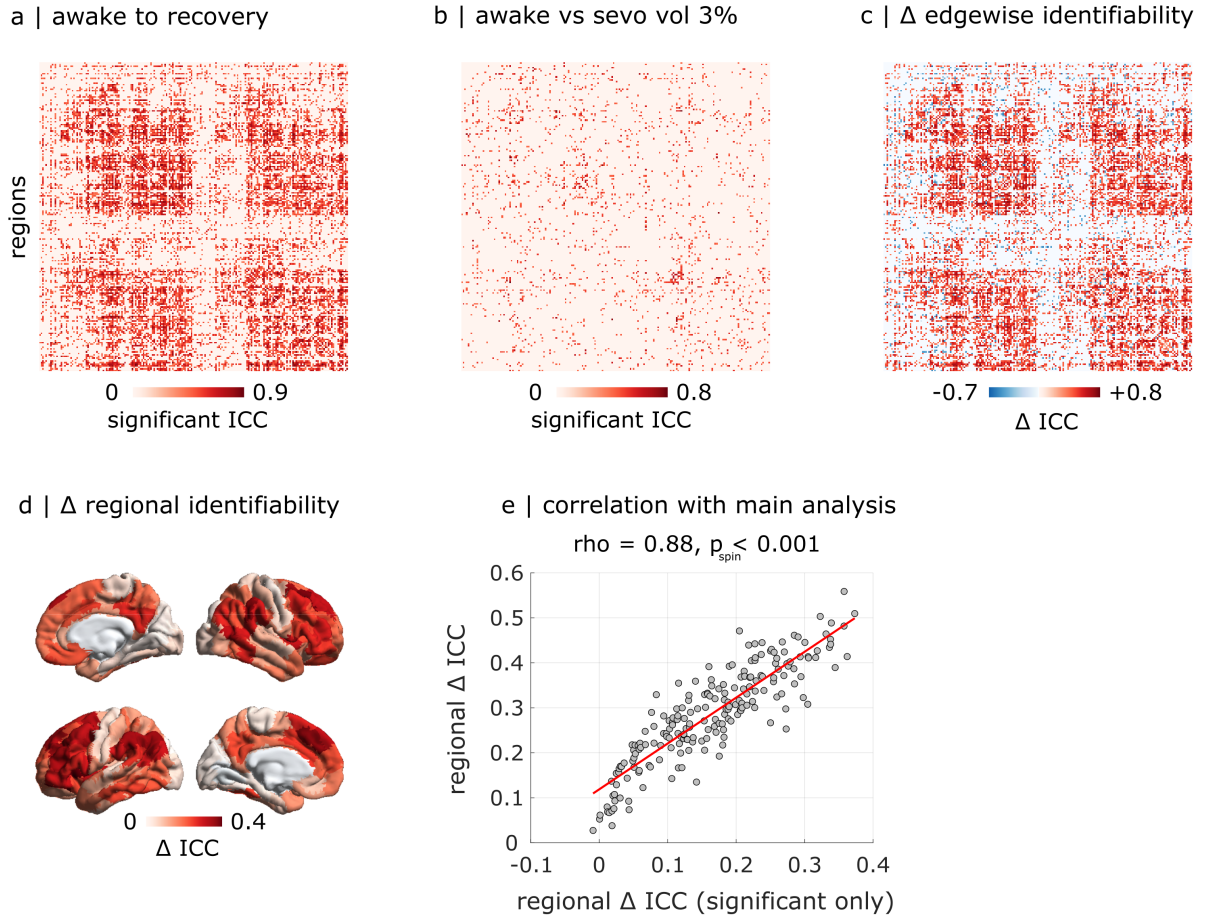 a | awake to recovery
b | awake vs sevo vol 3%
c | Δ edgewise identifiability
regions
0 0.9
significant ICC
0 0.8
significant ICC
-0.7 +0.8
Δ ICC
d | Δ regional identifiability
0 0.4
Δ ICC
e | correlation with main analysis
rho = 0.88, pspin< 0.001
regional Δ ICC
0.6
0.5
0.4
0.3
0.2
0.1
0
-0.1 0 0.1 0.2 0.3 0.4
regional Δ ICC (significant only)